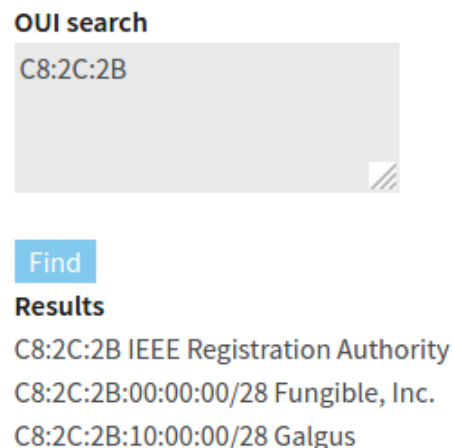 OUI search
C8:2C:2B
Find
Results
C8:2C:2B IEEE Registration Authority
C8:2C:2B:00:00:00/28 Fungible, Inc.
C8:2C:2B:10:00:00/28 Galgus